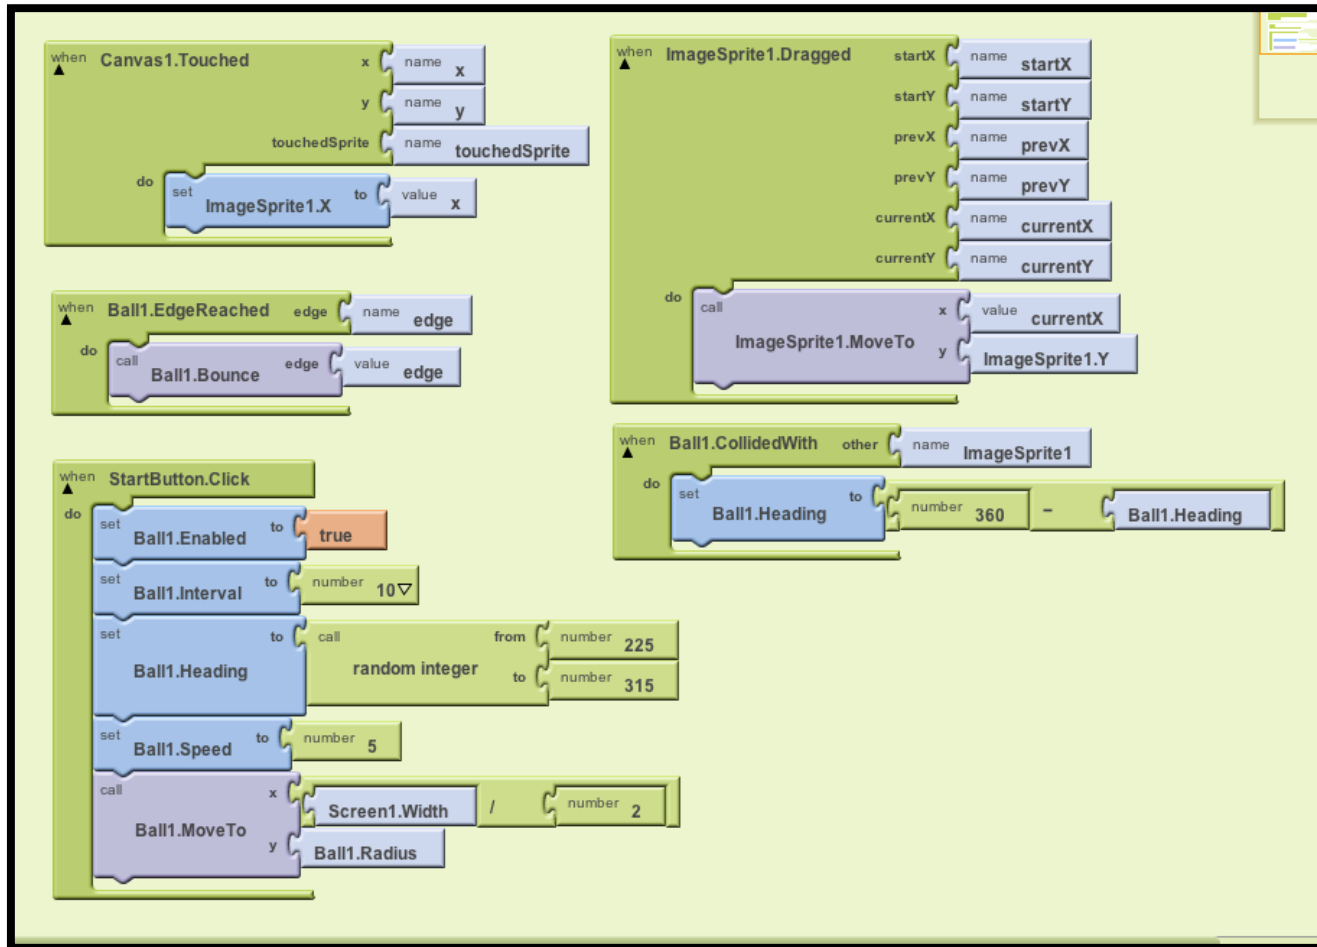 when Canvas1.Touched x name x
y name y
touchedSprite name touchedSprite
do set ImageSprite1.X to value x
when Ball1.EdgeReached edge name edge
do call Ball1.Bounce edge value edge
when StartButton.Click
do set Ball1.Enabled to true
set Ball1.Interval to number 10
set Ball1.Heading to call random integer from number 225
to number 315
set Ball1.Speed to number 5
call Ball1.MoveTo x Screen1.Width / number 2
y Ball1.Radius
when ImageSprite1.Dragged startX name startX
startY name startY
prevX name prevX
prevY name prevY
currentX name currentX
currentY name currentY
do call ImageSprite1.MoveTo x value currentX
y ImageSprite1.Y
when Ball1.CollidedWith other name ImageSprite1
do set Ball1.Heading to number 360 - Ball1.Heading